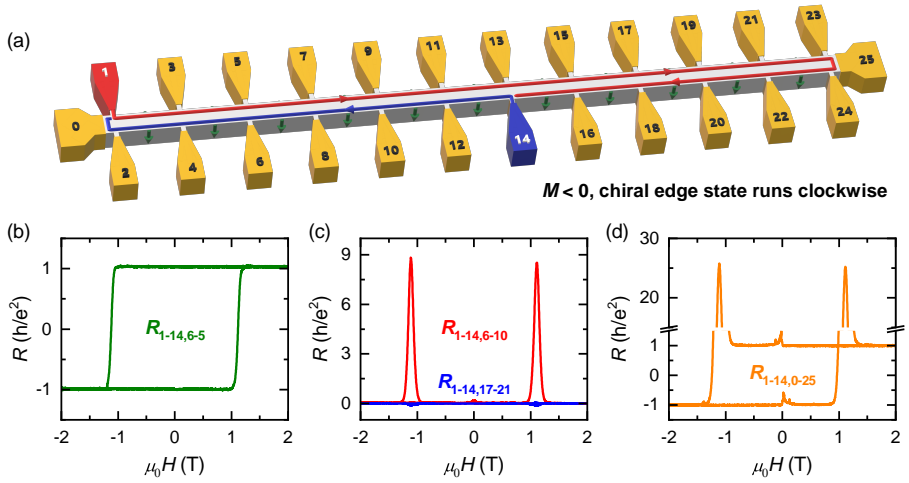 (a)
1 3 5 7 9 11 13 15 17 19 21 23
0 25
2 4 6 8 10 12 14 16 18 20 22 24
M < 0, chiral edge state runs clockwise
(b)
R (h/e²)
1
0
-1
R₁₋₁₄,₆₋₅
-2 -1 0 1 2
μ₀H (T)
(c)
R (h/e²)
9
6
3
0
R₁₋₁₄,₆₋₁₀
R₁₋₁₄,₁₇₋₂₁
-2 -1 0 1 2
μ₀H (T)
(d)
R (h/e²)
30
25
20
1
0
-1
R₁₋₁₄,₀₋₂₅
-2 -1 0 1 2
μ₀H (T)